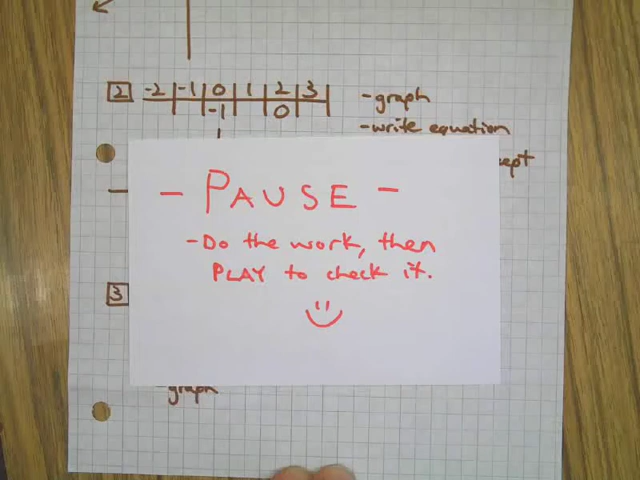 2 -2 -1 0 1 2 3
-1 0
- graph
- write equation
3
- PAUSE -
- Do the work, then
PLAY to check it.
- graph